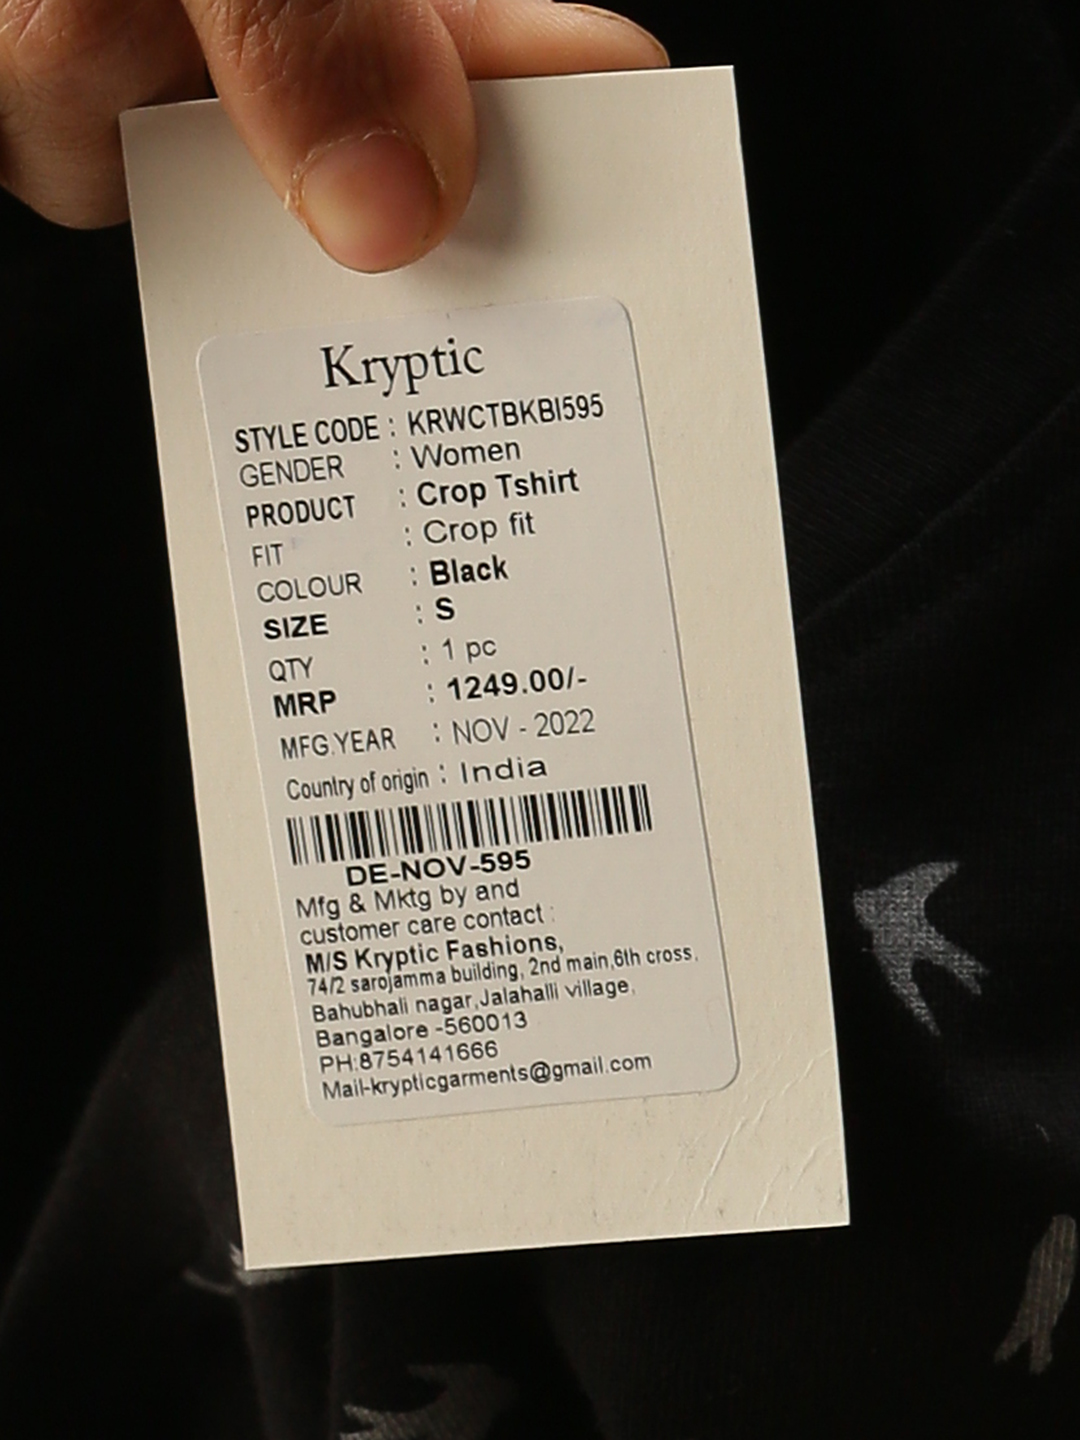 Kryptic
STYLE CODE : KRWCTBKBI595
GENDER : Women
PRODUCT : Crop Tshirt
FIT : Crop fit
COLOUR : Black
SIZE : S
QTY : 1 pc
MRP : 1249.00/-
MFG.YEAR : NOV - 2022
Country of origin : India
DE-NOV-595
Mfg & Mktg by and
customer care contact :
M/S Kryptic Fashions,
74/2 sarojamma building, 2nd main,6th cross,
Bahubhali nagar,Jalahalli village,
Bangalore -560013
PH:8754141666
Mail-krypticgarments@gmail.com